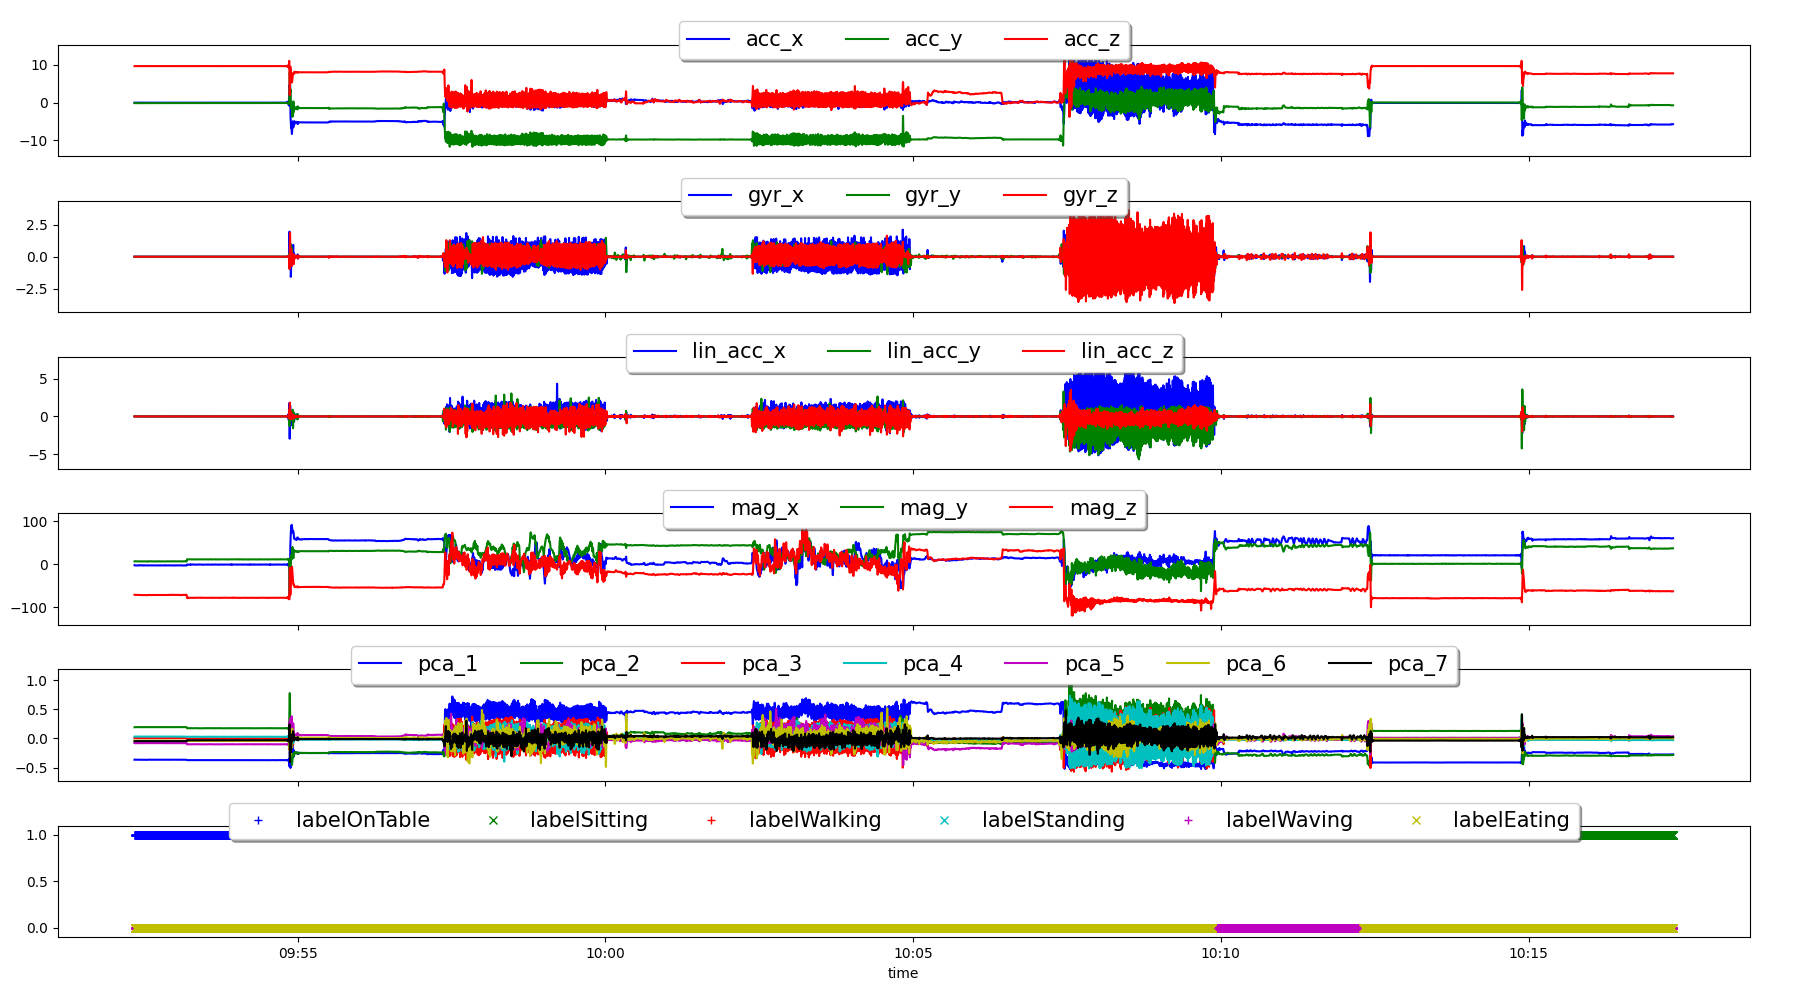 acc_x acc_y acc_z
10
0
−10
gyr_x gyr_y gyr_z
2.5
0.0
−2.5
lin_acc_x lin_acc_y lin_acc_z
5
0
−5
mag_x mag_y mag_z
100
0
−100
pca_1 pca_2 pca_3 pca_4 pca_5 pca_6 pca_7
1.0
0.5
0.0
−0.5
labelOnTable labelSitting labelWalking labelStanding labelWaving labelEating
1.0
0.5
0.0
09:55 10:00 10:05 10:10 10:15
time